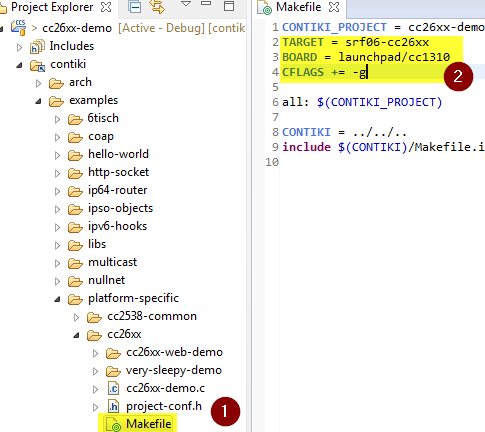 Project Explorer
> cc26xx-demo [Active - Debug] [conti
Includes
contiki
arch
examples
6tisch
coap
hello-world
http-socket
ip64-router
ipso-objects
ipv6-hooks
libs
multicast
nullnet
platform-specific
cc2538-common
cc26xx
cc26xx-web-demo
very-sleepy-demo
cc26xx-demo.c
project-conf.h
Makefile
1
Makefile
1 CONTIKI_PROJECT = cc26xx-demo
2 TARGET = srf06-cc26xx
3 BOARD = launchpad/cc1310
4 CFLAGS += -g
5
6 all: $(CONTIKI_PROJECT)
7
8 CONTIKI = ../../..
9 include $(CONTIKI)/Makefile.i
10
2